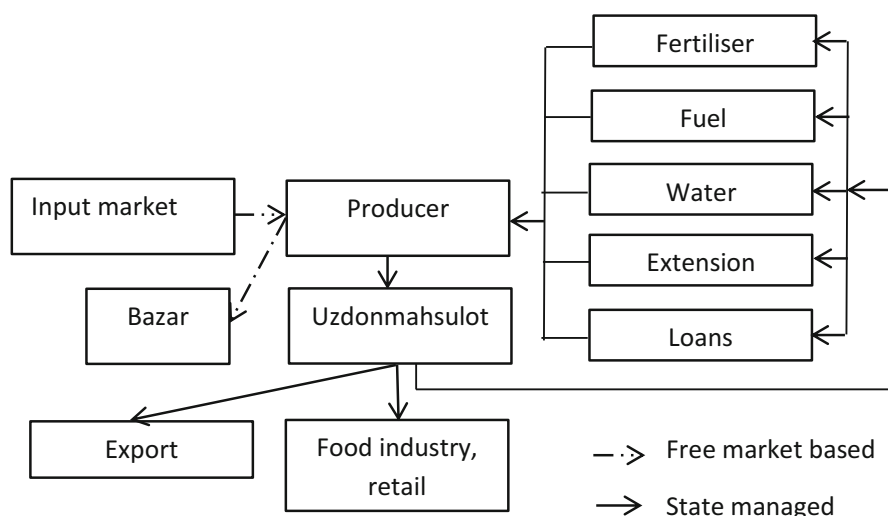 Fertiliser
Fuel
Input market
Producer
Water
Extension
Bazar
Uzdonmahsulot
Loans
Export
Food industry,
retail
Free market based
State managed